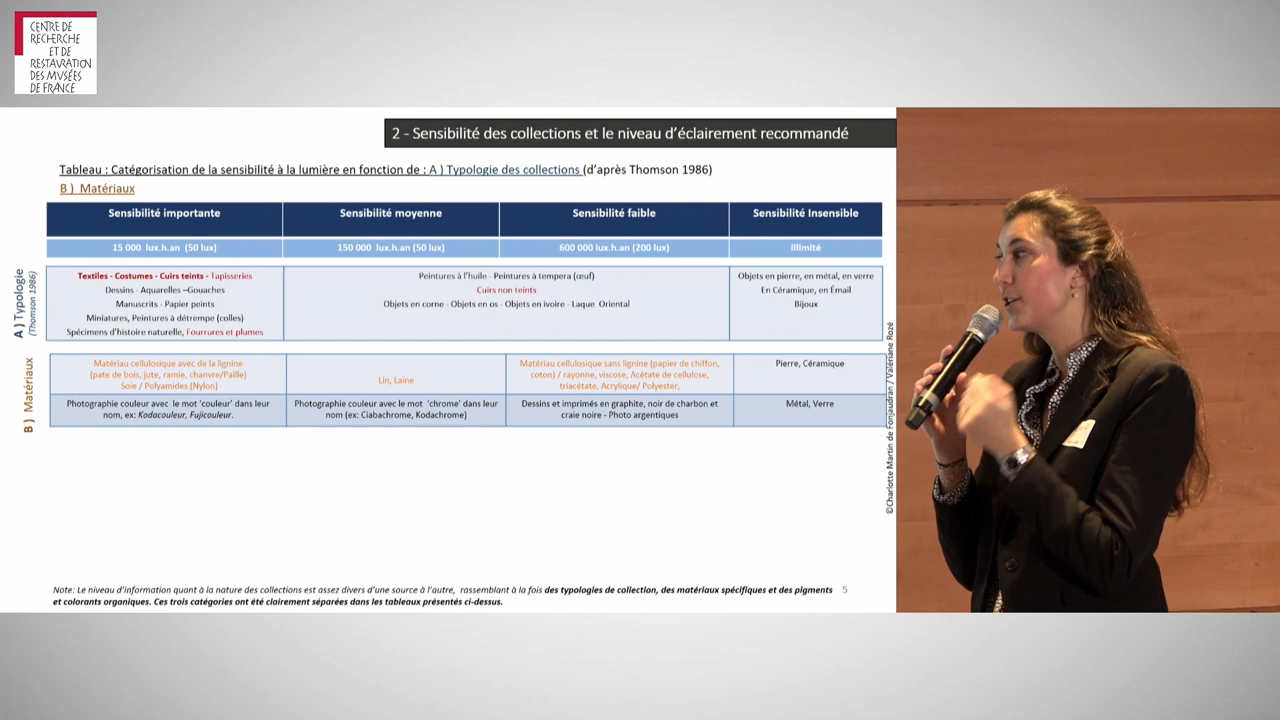 CENTRE DE
RECHERCHE
ET DE
RESTAURATION
DES MUSÉES
DE FRANCE
2 - Sensibilité des collections et le niveau d'éclairement recommandé
Tableau : Catégorisation de la sensibilité à la lumière en fonction de : A ) Typologie des collections (d'après Thomson 1986)
B ) Matériaux
Sensibilité importante
Sensibilité moyenne
Sensibilité faible
Sensibilité Insensible
15 000 lux.h.an (50 lux)
150 000 lux.h.an (50 lux)
600 000 lux.h.an (200 lux)
Illimité
A ) Typologie
(Thomson 1986)
Textiles - Costumes - Cuirs teints - Tapisseries
Dessins - Aquarelles –Gouaches
Manuscrits - Papier peints
Miniatures, Peintures à détrempe (colles)
Spécimens d'histoire naturelle, Fourrures et plumes
Peintures à l'huile - Peintures à tempera (œuf)
Cuirs non teints
Objets en corne - Objets en os - Objets en ivoire - Laque Oriental
Objets en pierre, en métal, en verre
En Céramique, en Émail
Bijoux
B ) Matériaux
Matériau cellulosique avec de la lignine
(pate de bois, jute, ramie, chanvre/Paille)
Soie / Polyamides (Nylon)
Lin, Laine
Matériau cellulosique sans lignine (papier de chiffon,
coton) / rayonne, viscose, Acétate de cellulose,
triacétate, Acrylique/ Polyester,
Pierre, Céramique
Photographie couleur avec le mot 'couleur' dans leur
nom, ex: Kodacouleur, Fujicouleur.
Photographie couleur avec le mot 'chrome' dans leur
nom (ex: Ciabachrome, Kodachrome)
Dessins et imprimés en graphite, noir de charbon et
craie noire - Photo argentiques
Métal, Verre
©Charlotte Martin de Fonjaudran / Valériane Rozé
Note: Le niveau d'information quant à la nature des collections est assez divers d'une source à l'autre, rassemblant à la fois des typologies de collection, des matériaux spécifiques et des pigments
et colorants organiques. Ces trois catégories ont été clairement séparées dans les tableaux présentés ci-dessus.
5